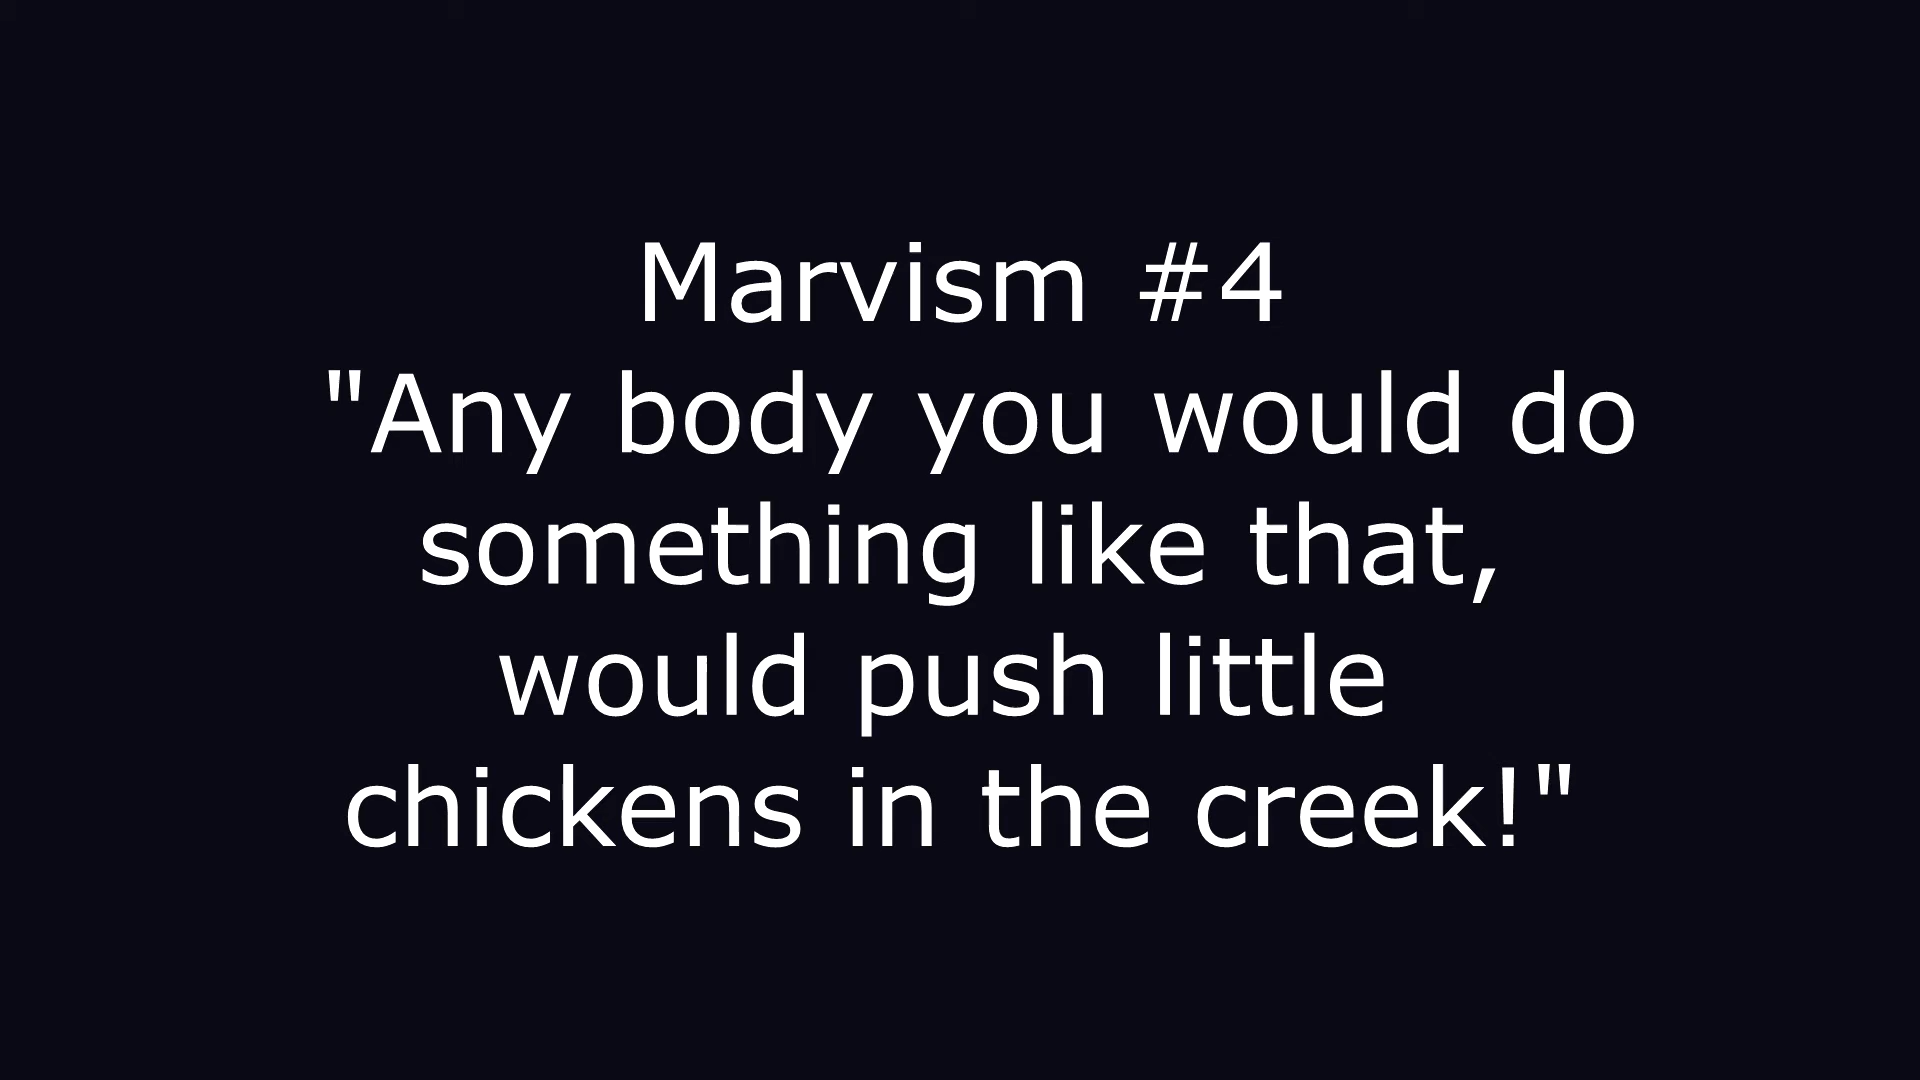 Marvism #4
"Any body you would do
something like that,
would push little
chickens in the creek!"